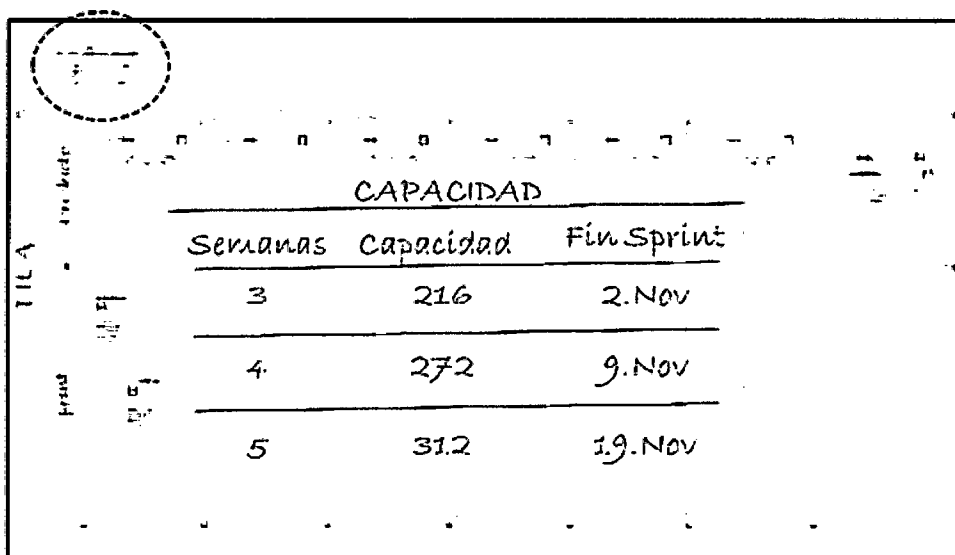 CAPACIDAD
Semanas Capacidad Fin Sprint
3 216 2.Nov
4 272 9.Nov
5 312 19.Nov